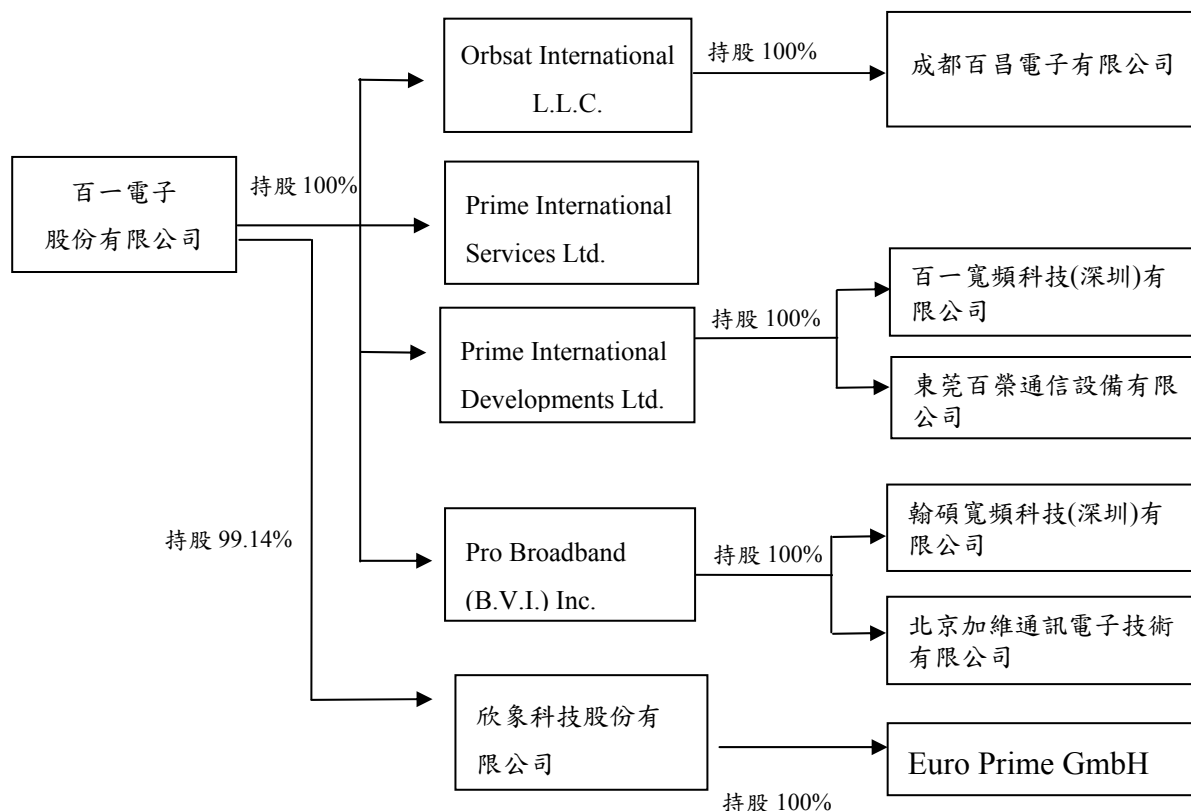 Orbsat International
L.L.C.
持股 100%
成都百昌電子有限公司
百一電子
股份有限公司
持股 100%
Prime International
Services Ltd.
Prime International
Developments Ltd.
持股 100%
百一寬頻科技(深圳)有
限公司
東莞百榮通信設備有限
公司
持股 99.14%
Pro Broadband
(B.V.I.) Inc.
持股 100%
翰碩寬頻科技(深圳)有
限公司
北京加維通訊電子技術
有限公司
欣象科技股份有
限公司
持股 100%
Euro Prime GmbH